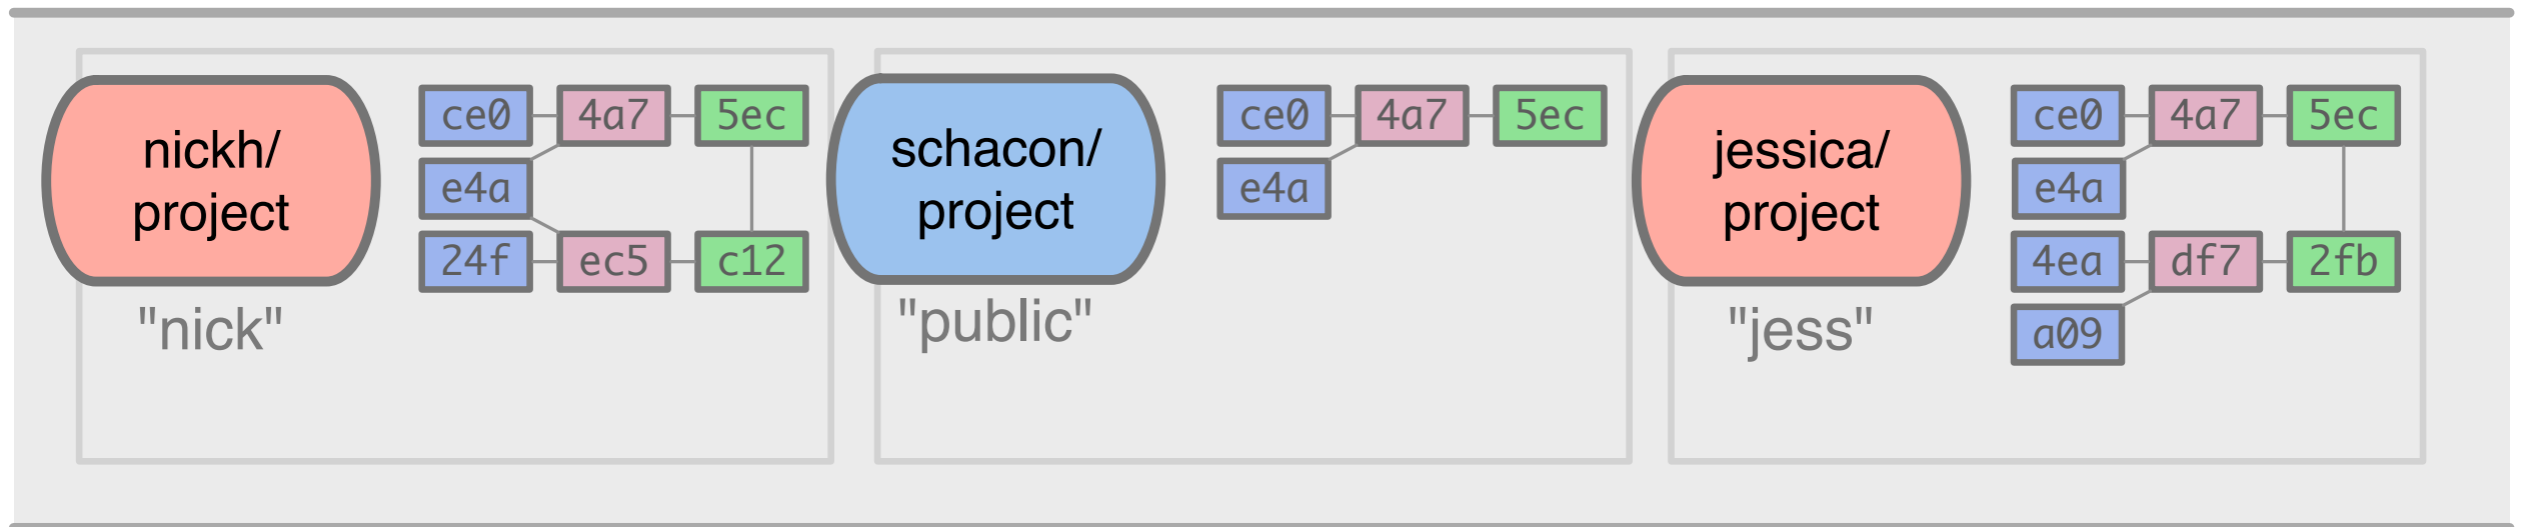 nickh/
project
"nick"
ce0 4a7 5ec
e4a
24f ec5 c12
schacon/
project
"public"
ce0 4a7 5ec
e4a
jessica/
project
"jess"
ce0 4a7 5ec
e4a
4ea df7 2fb
a09